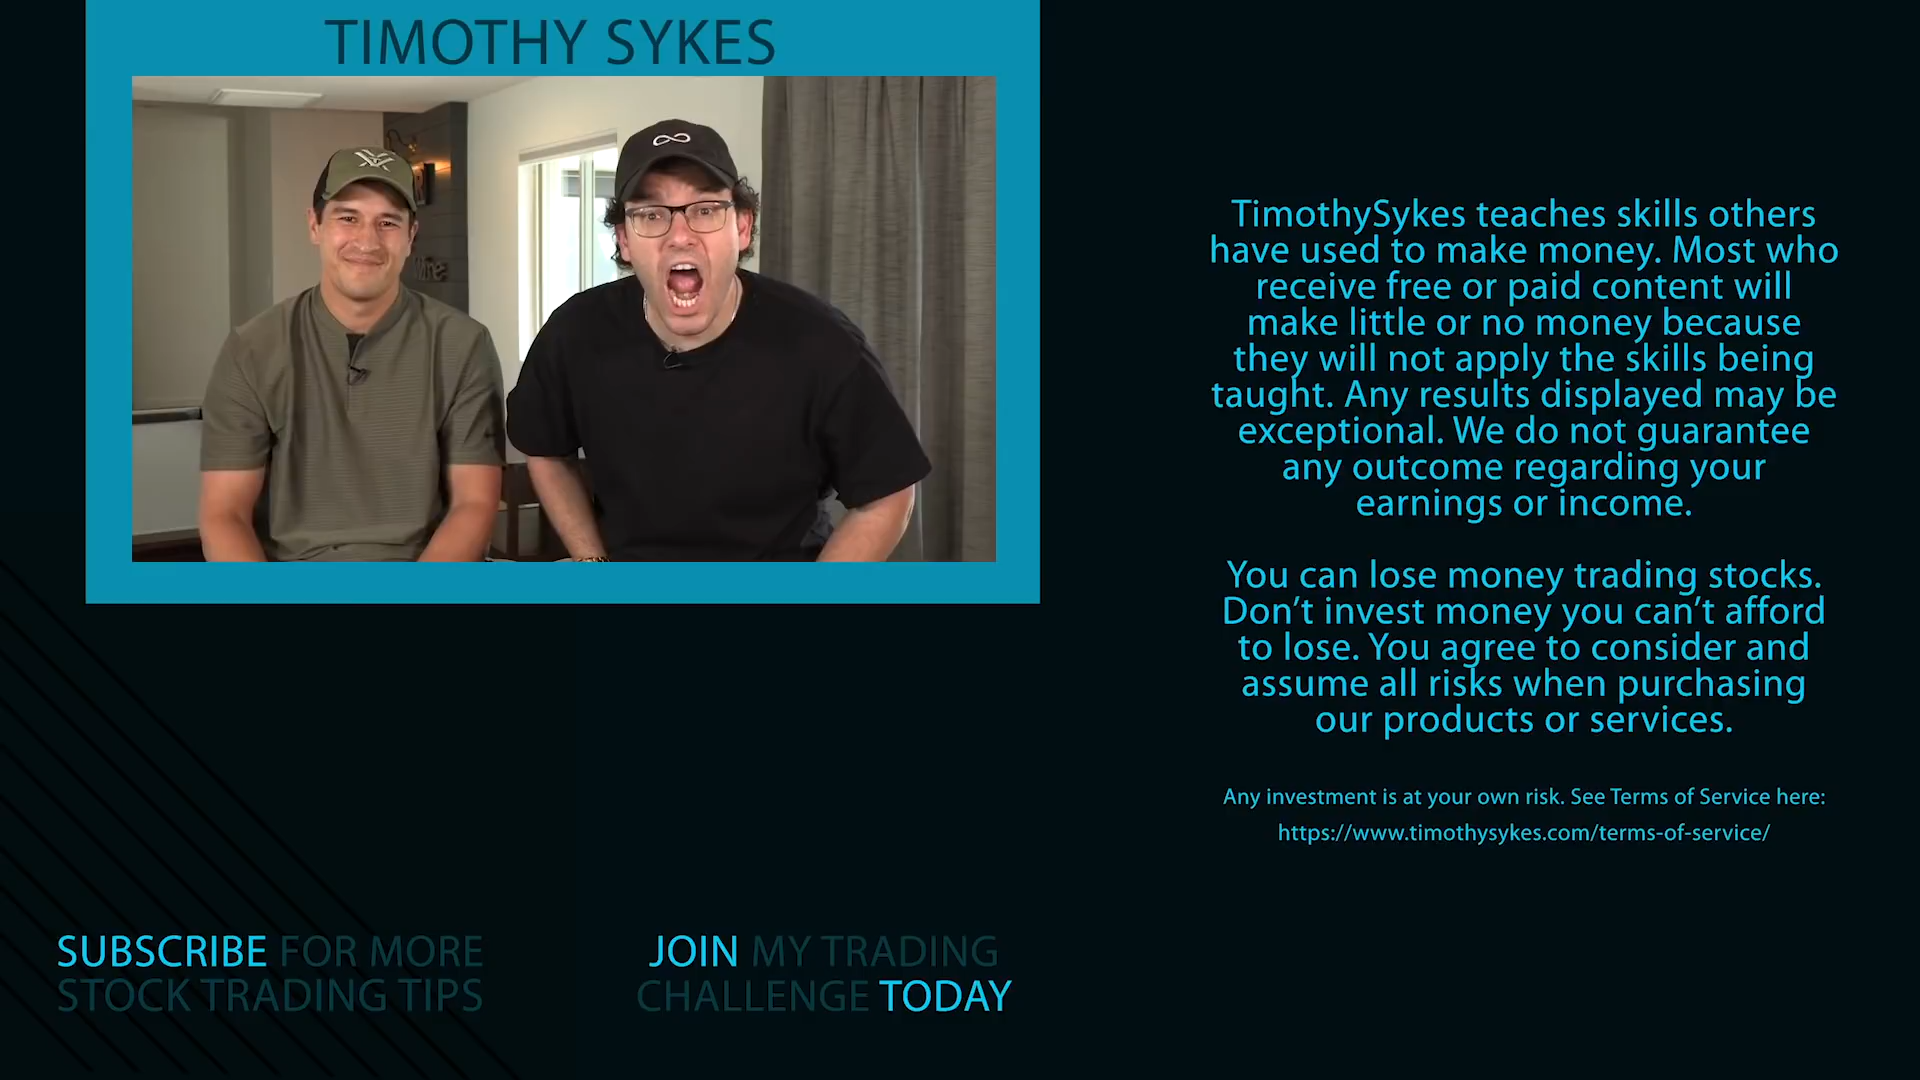 TIMOTHY SYKES
TimothySykes teaches skills others
have used to make money. Most who
receive free or paid content will
make little or no money because
they will not apply the skills being
taught. Any results displayed may be
exceptional. We do not guarantee
any outcome regarding your
earnings or income.
You can lose money trading stocks.
Don’t invest money you can’t afford
to lose. You agree to consider and
assume all risks when purchasing
our products or services.
Any investment is at your own risk. See Terms of Service here:
https://www.timothysykes.com/terms-of-service/
SUBSCRIBE FOR MORE
STOCK TRADING TIPS
JOIN MY TRADING
CHALLENGE TODAY